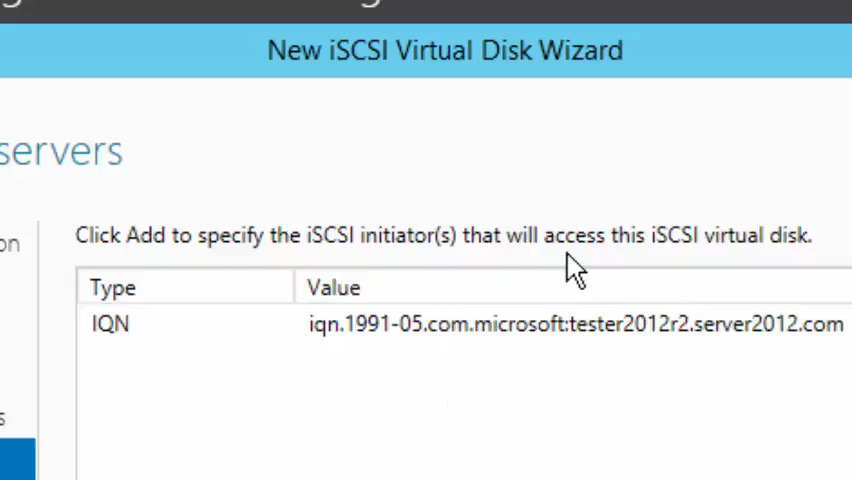 New iSCSI Virtual Disk Wizard
servers
Click Add to specify the iSCSI initiator(s) that will access this iSCSI virtual disk.
Type Value
IQN iqn.1991-05.com.microsoft:tester2012r2.server2012.com
on
s